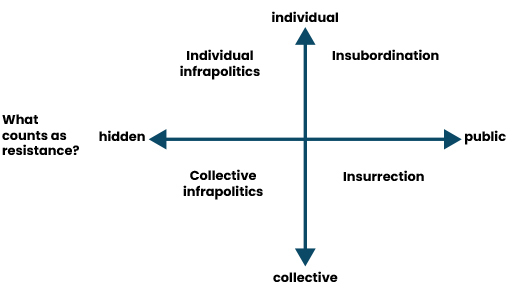 individual
Individual
infrapolitics
Insubordination
What
counts as
resistance?
hidden
public
Collective
infrapolitics
Insurrection
collective